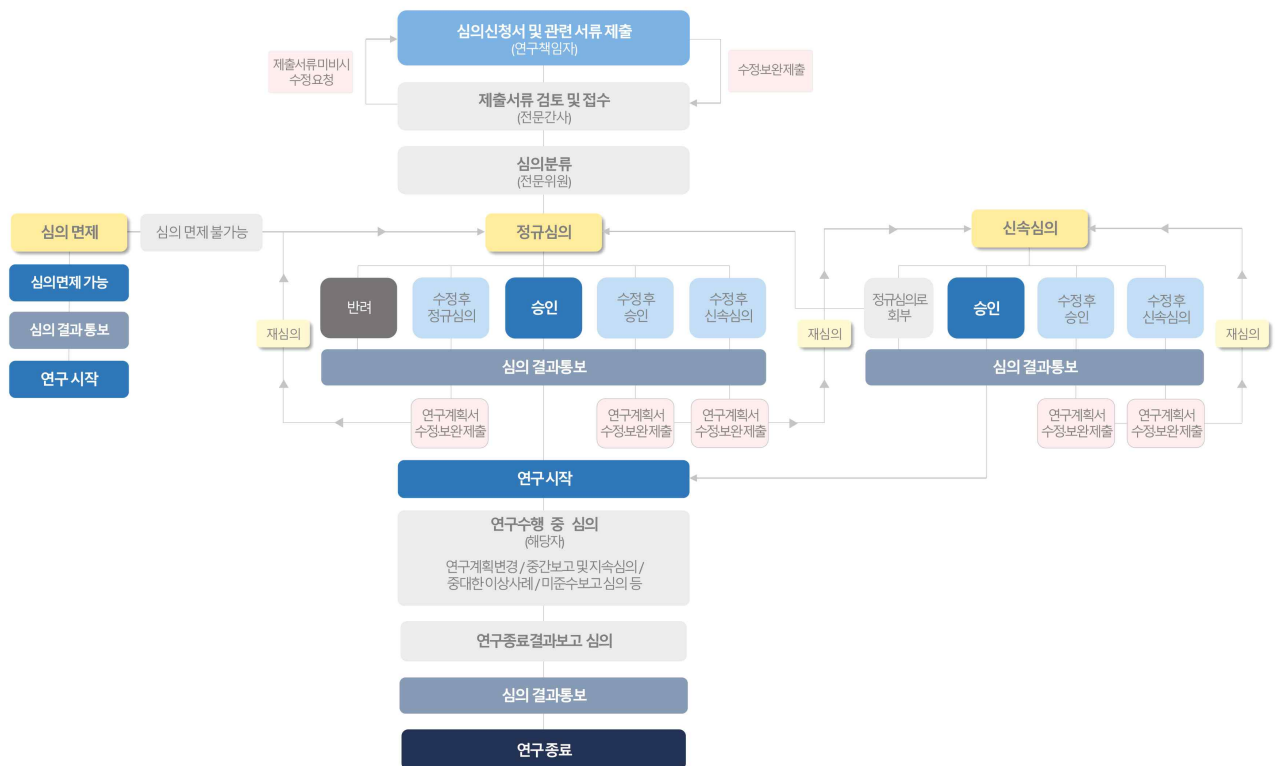 심의신청서 및 관련 서류 제출
(연구책임자)
제출서류미비시
수정요청
수정보완제출
제출서류 검토 및 접수
(전문간사)
심의분류
(전문위원)
심의 면제
심의 면제 불가능
정규심의
신속심의
심의면제 가능
심의 결과 통보
연구 시작
반려
수정후
정규심의
승인
수정후
승인
수정후
신속심의
정규심의로
회부
승인
수정후
승인
수정후
신속심의
재심의
재심의
재심의
심의 결과통보
심의 결과통보
연구계획서
수정보완제출
연구계획서
수정보완제출
연구계획서
수정보완제출
연구계획서
수정보완제출
연구계획서
수정보완제출
연구 시작
연구수행 중 심의
(해당자)
연구계획변경 / 중간보고 및 지속심의 /
중대한 이상사례 / 미준수보고 심의 등
연구종료결과보고 심의
심의 결과통보
연구 종료